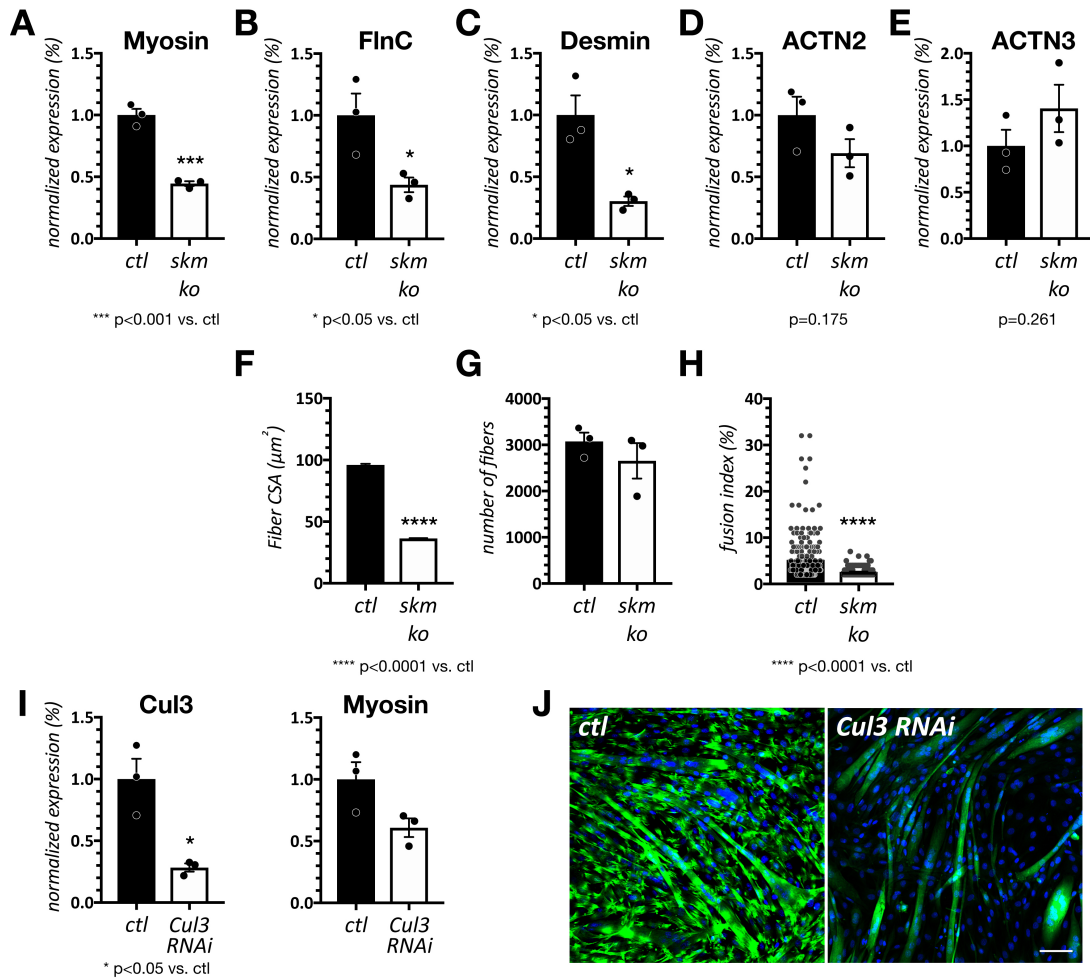 A
Myosin
normalized expression (%)
1.5
1.0
0.5
0.0
***
ctl
skm
ko
*** p<0.001 vs. ctl
B
FlnC
normalized expression (%)
1.5
1.0
0.5
0.0
*
ctl
skm
ko
* p<0.05 vs. ctl
C
Desmin
normalized expression (%)
1.5
1.0
0.5
0.0
*
ctl
skm
ko
* p<0.05 vs. ctl
D
ACTN2
normalized expression (%)
1.5
1.0
0.5
0.0
ctl
skm
ko
p=0.175
E
ACTN3
normalized expression (%)
2.0
1.5
1.0
0.5
0.0
ctl
skm
ko
p=0.261
F
Fiber CSA (µm²)
150
100
50
0
****
ctl
skm
ko
**** p<0.0001 vs. ctl
G
number of fibers
4000
3000
2000
1000
0
ctl
skm
ko
H
fusion index (%)
40
30
20
10
0
****
ctl
skm
ko
**** p<0.0001 vs. ctl
I
Cul3
normalized expression (%)
1.5
1.0
0.5
0.0
*
ctl
Cul3
RNAi
* p<0.05 vs. ctl
Myosin
1.5
1.0
0.5
0.0
ctl
Cul3
RNAi
J
ctl
Cul3 RNAi